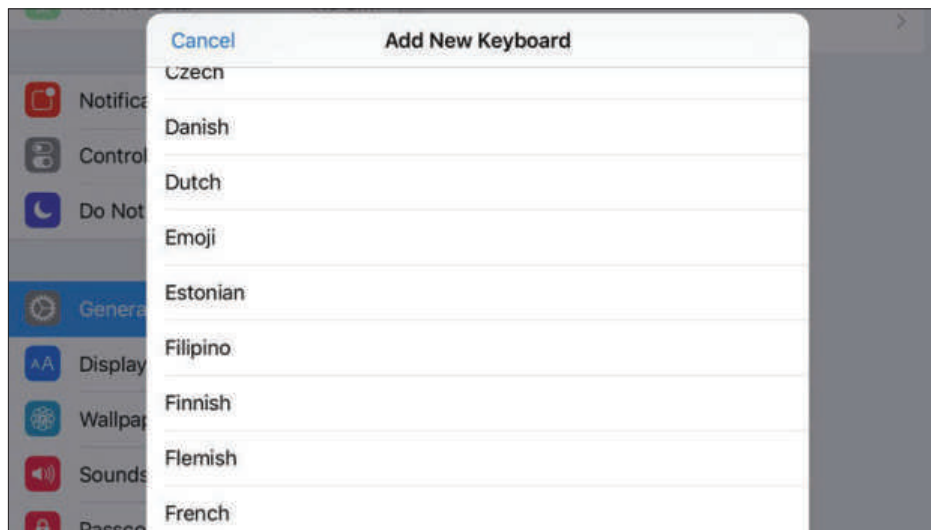 Cancel
Add New Keyboard
Czech
Danish
Dutch
Emoji
Estonian
Filipino
Finnish
Flemish
French
Notifica
Control
Do Not
Genera
Display
Wallpap
Sounds
Passco